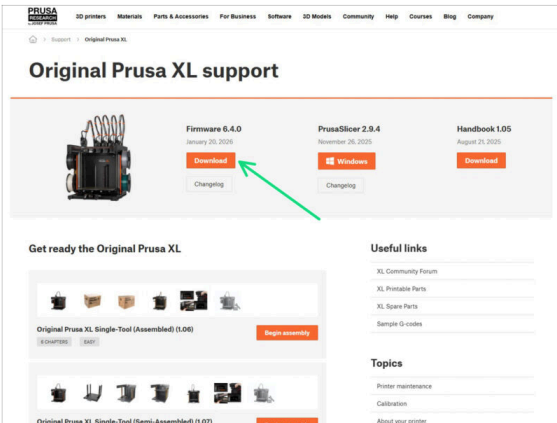 PRUSA
RESEARCH
by JOSEF PRUSA
3D printers Materials Parts & Accessories For Business Software 3D Models Community Help Courses Blog Company
> Support > Original Prusa XL
Original Prusa XL support
Firmware 6.4.0
January 20, 2026
Download
Changelog
PrusaSlicer 2.9.4
November 26, 2025
Windows
Changelog
Handbook 1.05
August 21, 2025
Download
Get ready the Original Prusa XL
Original Prusa XL Single-Tool (Assembled) (1.06)
EASY
Begin assembly
Original Prusa XL Single-Tool (Semi-Assembled) (1.07)
Useful links
XL Community Forum
XL Printable Parts
XL Spare Parts
Sample G-codes
Topics
Printer maintenance
Calibration
About your printer